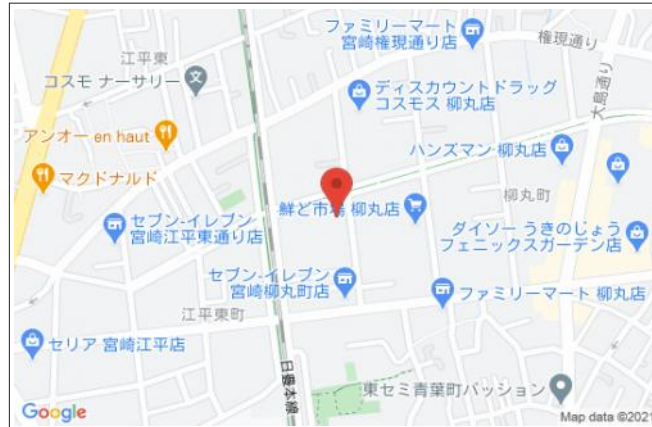 ファミリーマート
宮崎権現通り店
権現通り
大島通り
江平東
コスモ ナーサリー
ディスカウントドラッグ
コスモス 柳丸店
アンオー en haut
ハンズマン 柳丸店
マクドナルド
柳丸町
鮮ど市場 柳丸店
セブン-イレブン
宮崎江平東通り店
ダイソー うきのじょう
フェニックスガーデン店
セブン-イレブン
宮崎柳丸町店
ファミリーマート 柳丸店
江平東町
セリア 宮崎江平店
日豊本線
東セミ青葉町パッション
Google
Map data ©2021